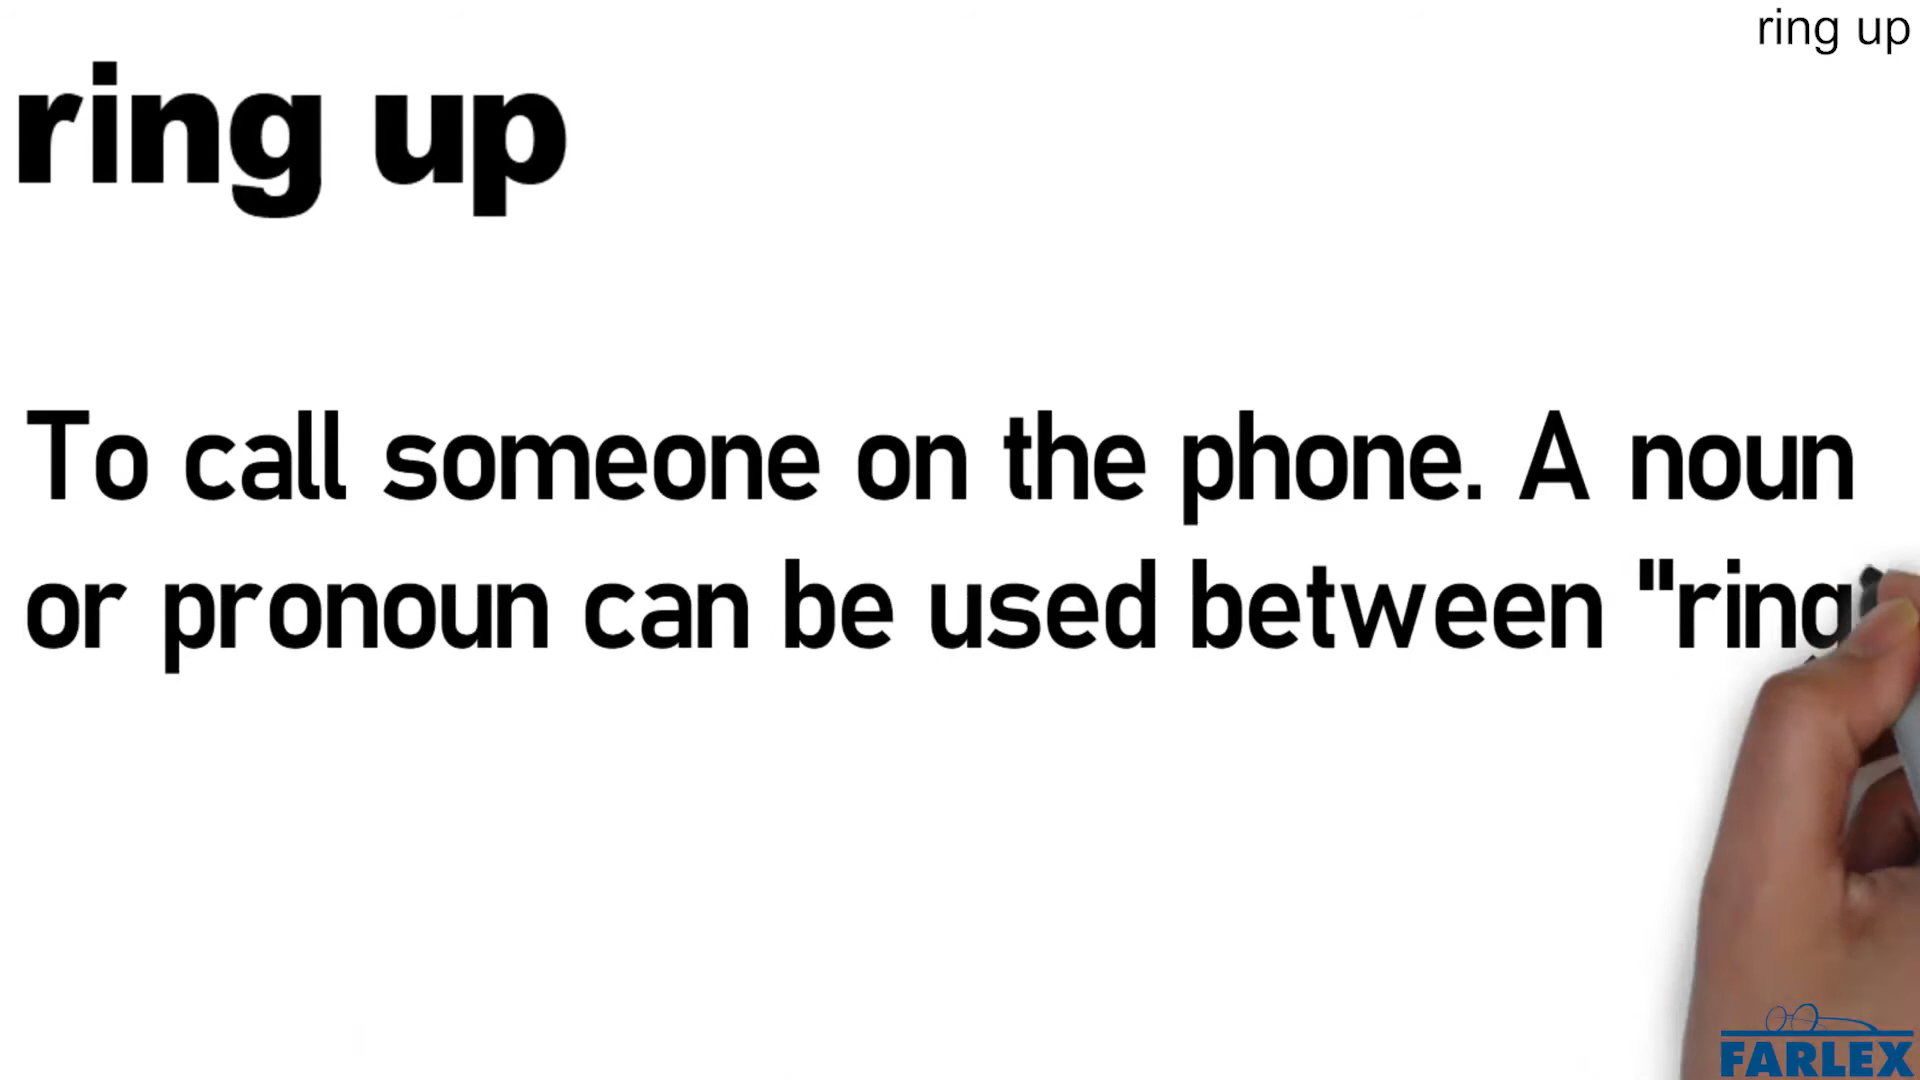 ring up
ring up
To call someone on the phone. A noun
or pronoun can be used between "ring"
FARLEX